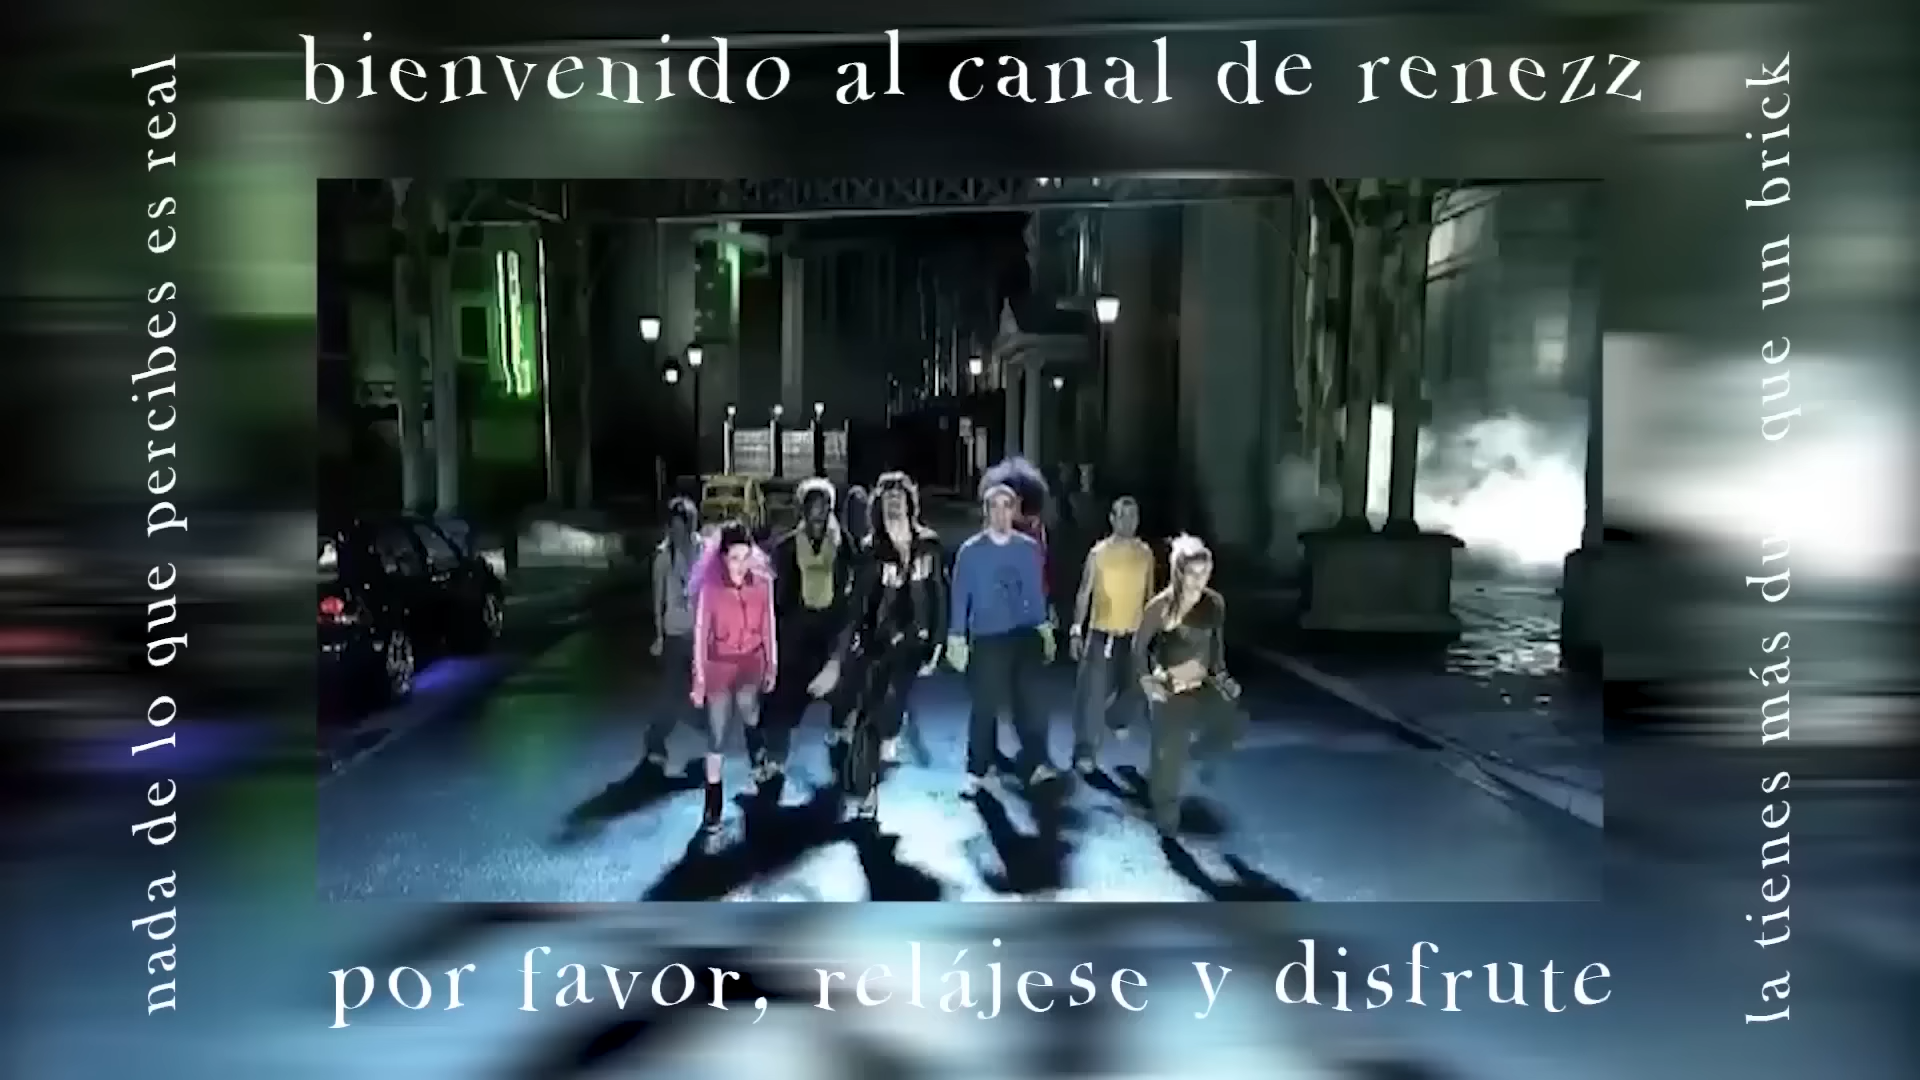 bienvenido al canal de renezz
nada de lo que percibes es real
la tienes más du que un brick
por favor, relájese y disfrute